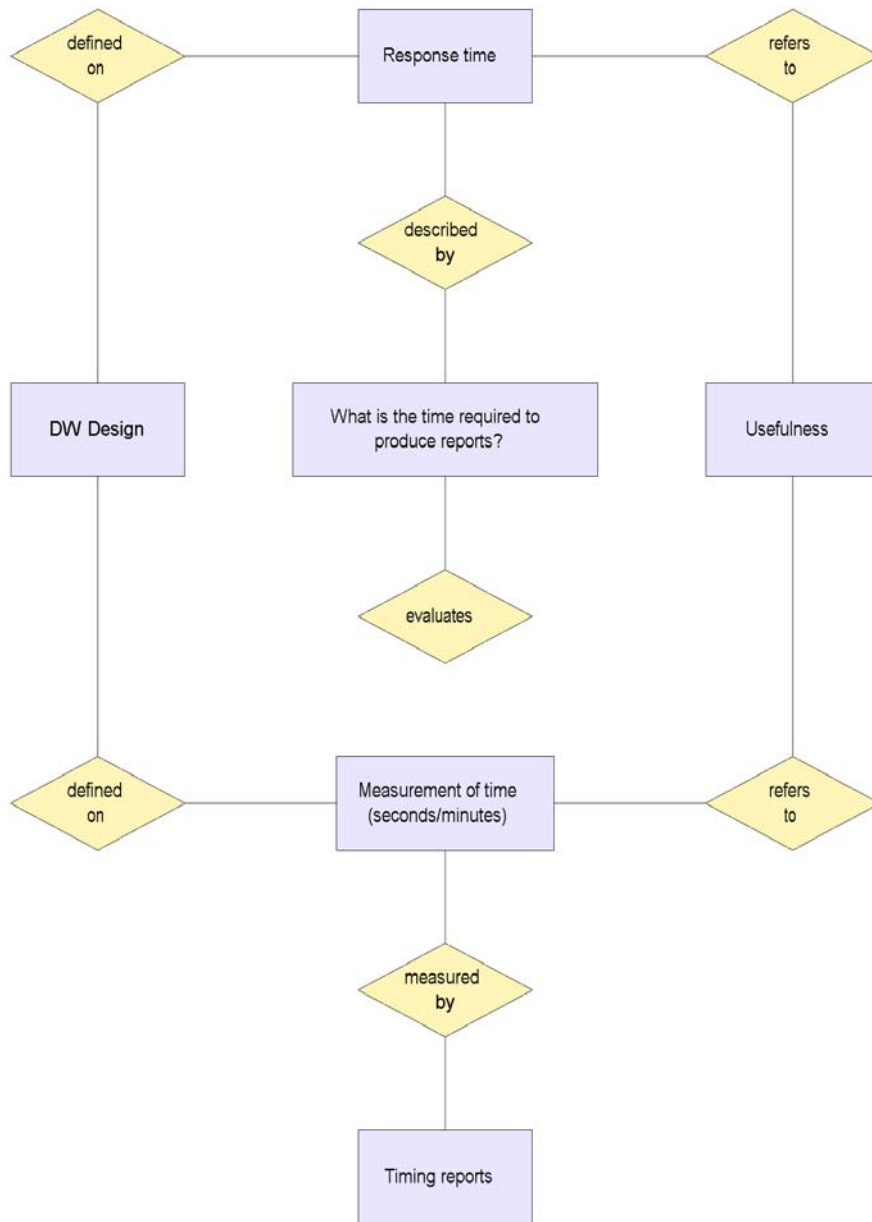 defined
on
Response time
refers
to
described
by
DW Design
What is the time required to
produce reports?
Usefulness
evaluates
defined
on
Measurement of time
(seconds/minutes)
refers
to
measured
by
Timing reports